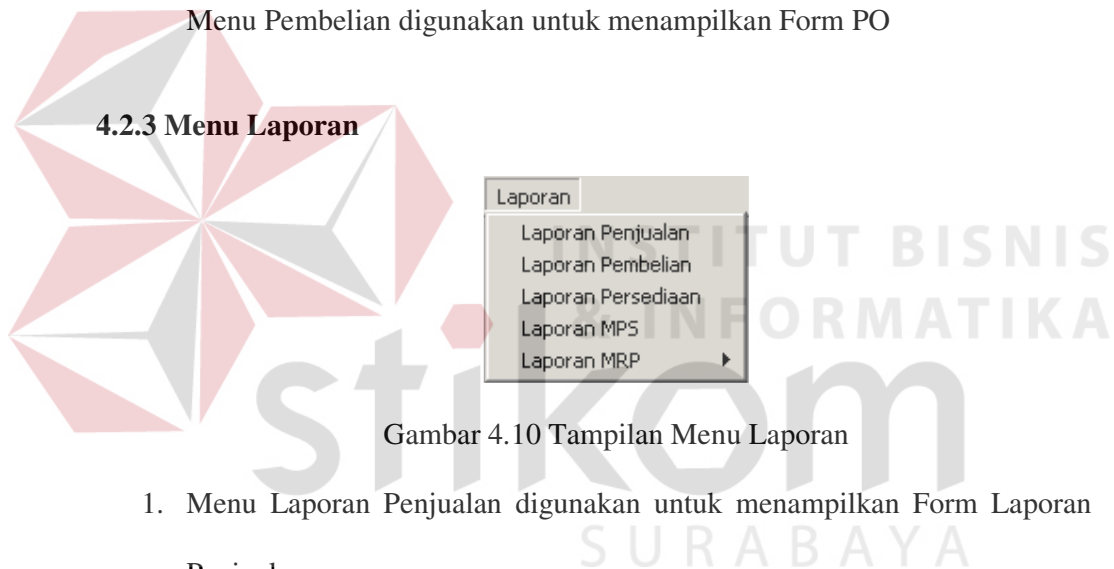 Menu Pembelian digunakan untuk menampilkan Form PO
4.2.3 Menu Laporan
Laporan
Laporan Penjualan
Laporan Pembelian
Laporan Persediaan
Laporan MPS
Laporan MRP
INSTITUT BISNIS
& INFORMATIKA
stikom
SURABAYA
Gambar 4.10 Tampilan Menu Laporan
1. Menu Laporan Penjualan digunakan untuk menampilkan Form Laporan